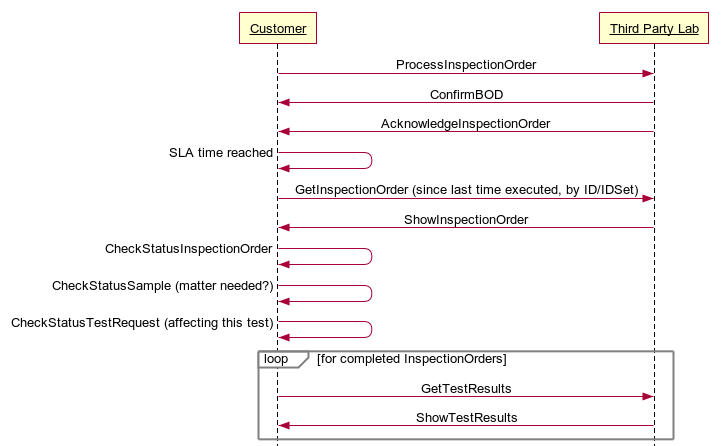 Customer
Third Party Lab
ProcessInspectionOrder
ConfirmBOD
AcknowledgeInspectionOrder
SLA time reached
GetInspectionOrder (since last time executed, by ID/IDSet)
ShowInspectionOrder
CheckStatusInspectionOrder
CheckStatusSample (matter needed?)
CheckStatusTestRequest (affecting this test)
loop [for completed InspectionOrders]
GetTestResults
ShowTestResults